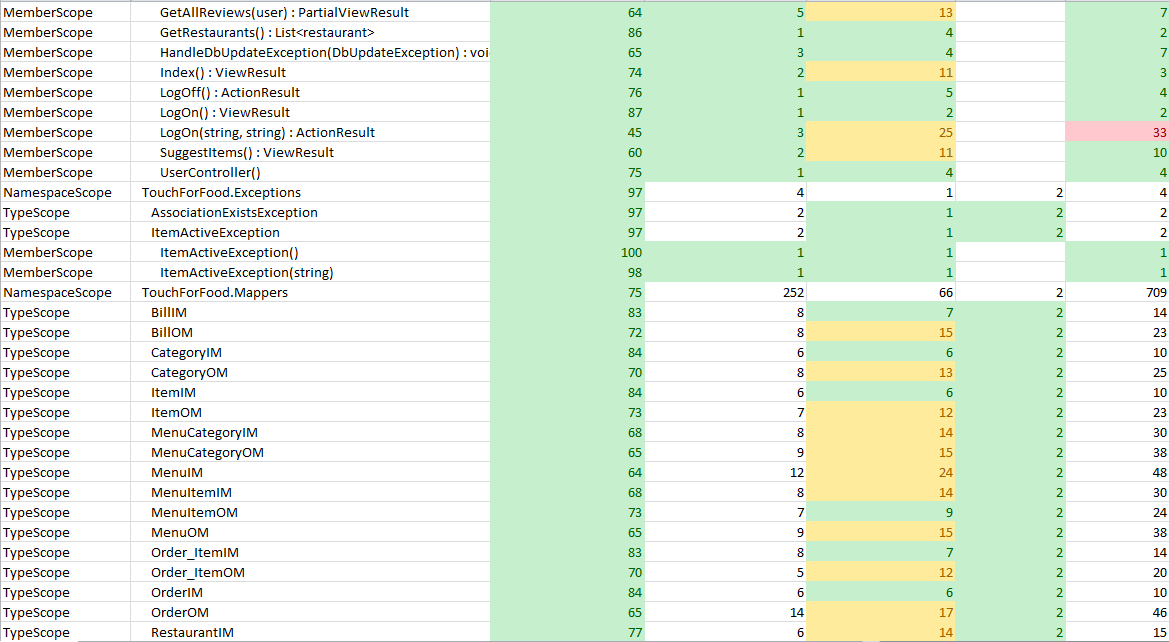 MemberScope GetAllReviews(user) : PartialViewResult 64 5 13 7
MemberScope GetRestaurants() : List<restaurant> 86 1 4 2
MemberScope HandleDbUpdateException(DbUpdateException) : voi 65 3 4 7
MemberScope Index() : ViewResult 74 2 11 3
MemberScope LogOff() : ActionResult 76 1 5 4
MemberScope LogOn() : ViewResult 87 1 2 2
MemberScope LogOn(string, string) : ActionResult 45 3 25 33
MemberScope SuggestItems() : ViewResult 60 2 11 10
MemberScope UserController() 75 1 4 4
NamespaceScope TouchForFood.Exceptions 97 4 1 2 4
TypeScope AssociationExistsException 97 2 1 2 2
TypeScope ItemActiveException 97 2 1 2 2
MemberScope ItemActiveException() 100 1 1 1
MemberScope ItemActiveException(string) 98 1 1 1
NamespaceScope TouchForFood.Mappers 75 252 66 2 709
TypeScope BillIM 83 8 7 2 14
TypeScope BillOM 72 8 15 2 23
TypeScope CategoryIM 84 6 6 2 10
TypeScope CategoryOM 70 8 13 2 25
TypeScope ItemIM 84 6 6 2 10
TypeScope ItemOM 73 7 12 2 23
TypeScope MenuCategoryIM 68 8 14 2 30
TypeScope MenuCategoryOM 65 9 15 2 38
TypeScope MenuIM 64 12 24 2 48
TypeScope MenuItemIM 68 8 14 2 30
TypeScope MenuItemOM 73 7 9 2 24
TypeScope MenuOM 65 9 15 2 38
TypeScope Order_ItemIM 83 8 7 2 14
TypeScope Order_ItemOM 70 5 12 2 20
TypeScope OrderIM 84 6 6 2 10
TypeScope OrderOM 65 14 17 2 46
TypeScope RestaurantIM 77 6 14 2 15